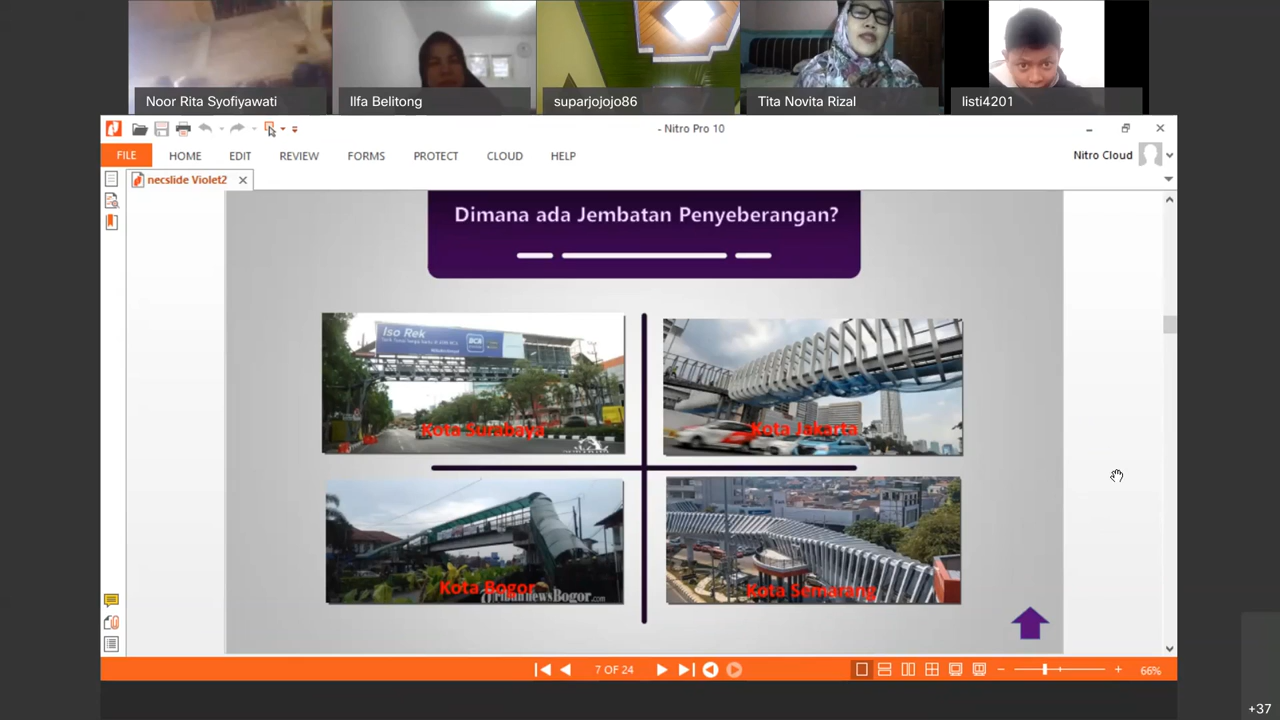 Noor Rita Syofiyawati
Ilfa Belitong
suparjojojo86
Tita Novita Rizal
listi4201
- Nitro Pro 10
FILE
HOME
EDIT
REVIEW
FORMS
PROTECT
CLOUD
HELP
Nitro Cloud
necslide Violet2
Dimana ada Jembatan Penyeberangan?
Iso Rek
BCA
Kota Surabaya
Kota Jakarta
Kota Bogor
TribunnewsBogor.com
Kota Semarang
7 OF 24
66%
+37